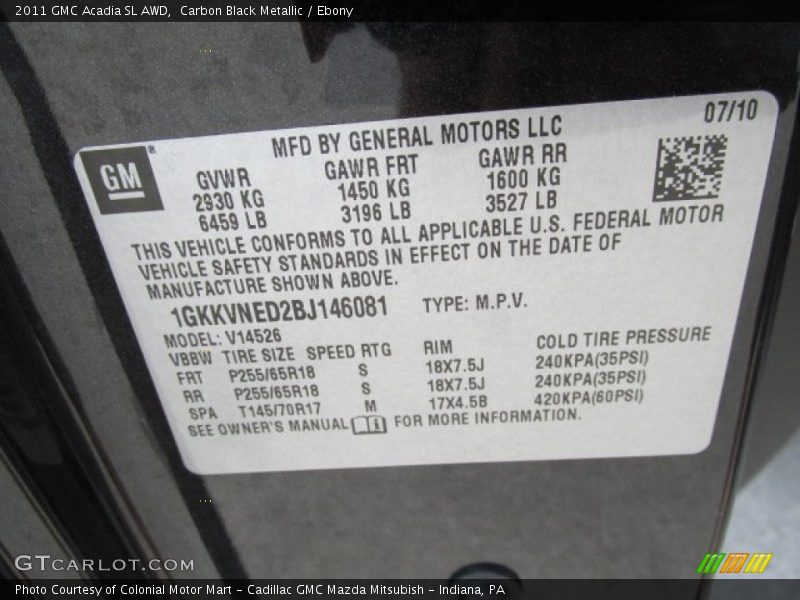 2011 GMC Acadia SL AWD, Carbon Black Metallic / Ebony
07/10
MFD BY GENERAL MOTORS LLC
GM ®
GVWR GAWR FRT GAWR RR
2930 KG 1450 KG 1600 KG
6459 LB 3196 LB 3527 LB
THIS VEHICLE CONFORMS TO ALL APPLICABLE U.S. FEDERAL MOTOR
VEHICLE SAFETY STANDARDS IN EFFECT ON THE DATE OF
MANUFACTURE SHOWN ABOVE.
1GKKVNED2BJ146081 TYPE: M.P.V.
MODEL: V14526
VBBW TIRE SIZE SPEED RTG RIM COLD TIRE PRESSURE
FRT P255/65R18 S 18X7.5J 240KPA(35PSI)
RR P255/65R18 S 18X7.5J 240KPA(35PSI)
SPA T145/70R17 M 17X4.5B 420KPA(60PSI)
SEE OWNER'S MANUAL FOR MORE INFORMATION.
GTCARLOT.COM
Photo Courtesy of Colonial Motor Mart - Cadillac GMC Mazda Mitsubish - Indiana, PA